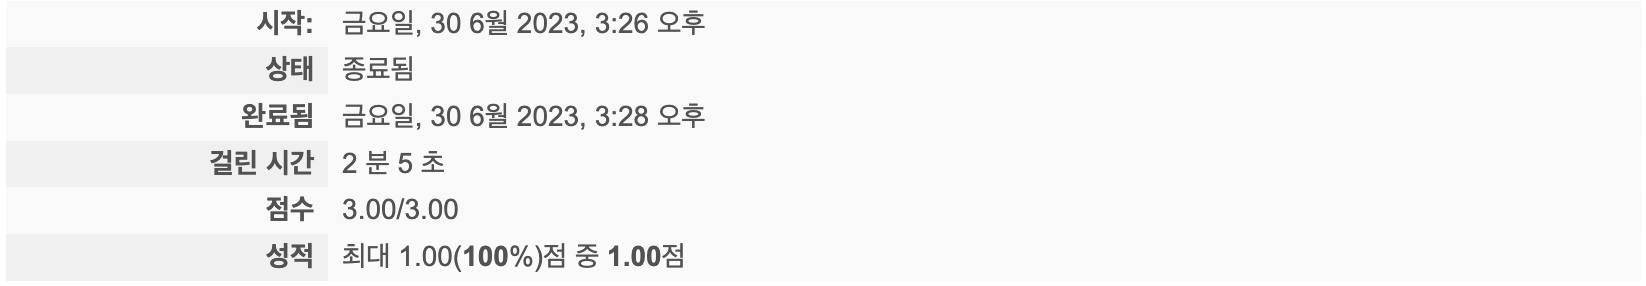 시작: 금요일, 30 6월 2023, 3:26 오후
상태 종료됨
완료됨 금요일, 30 6월 2023, 3:28 오후
걸린 시간 2 분 5 초
점수 3.00/3.00
성적 최대 1.00(100%)점 중 1.00점